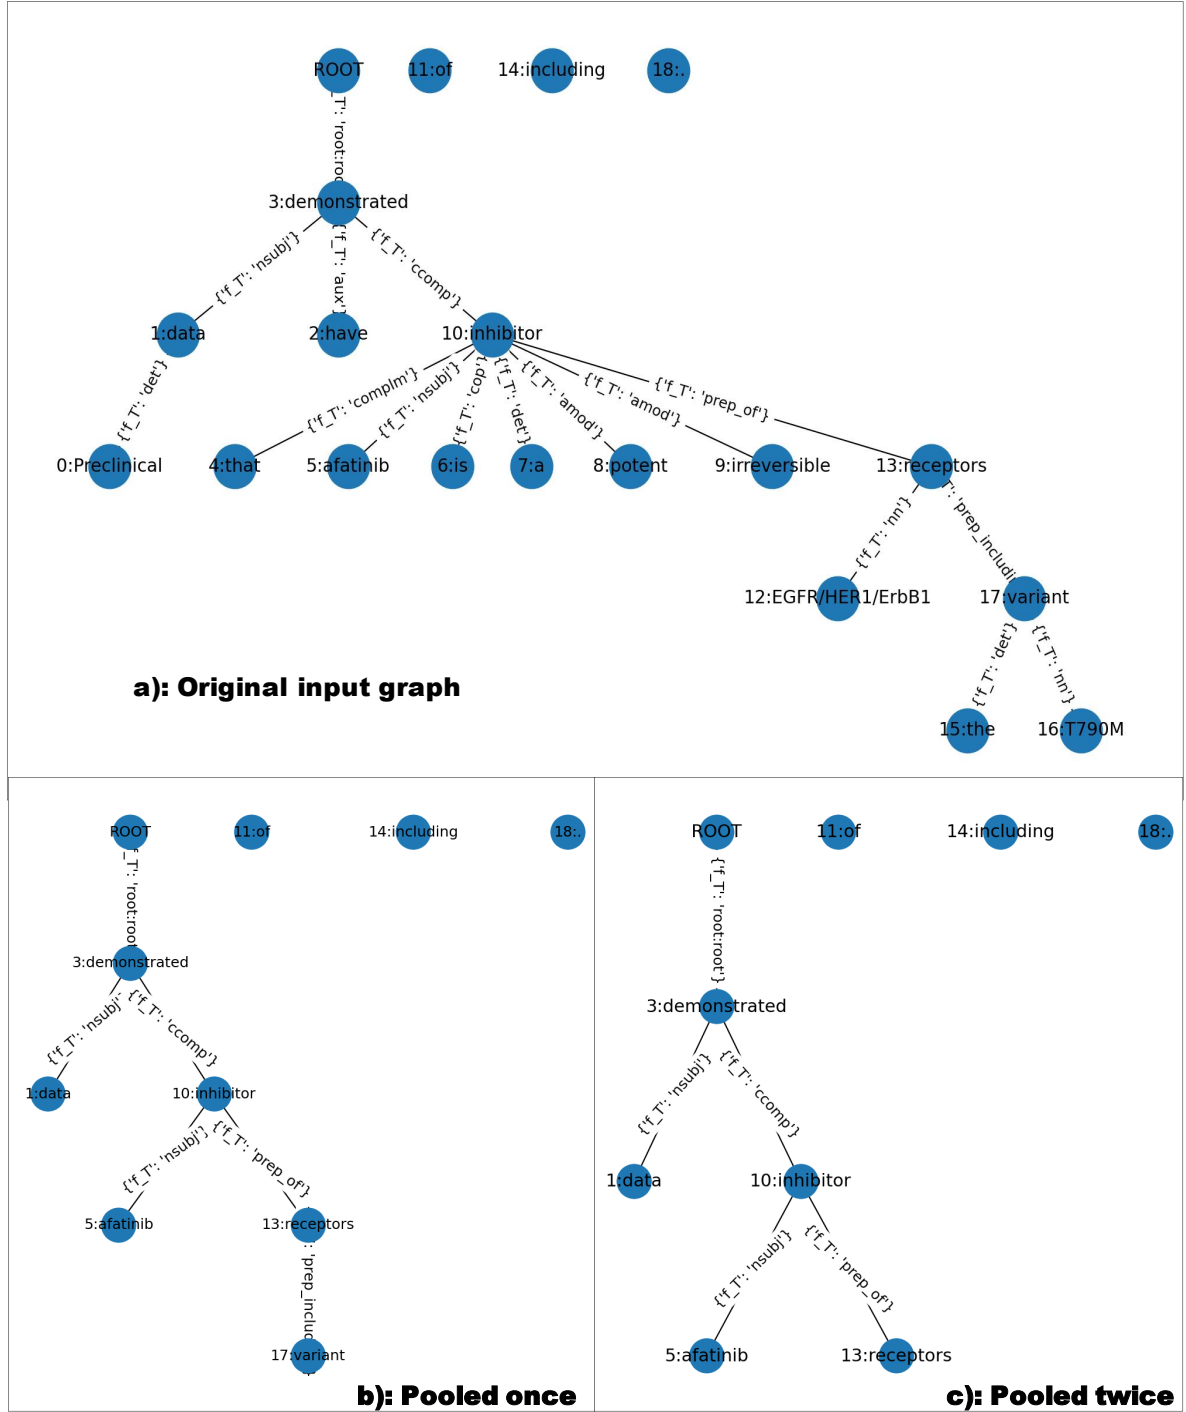 ROOT 11:of 14:including 18:.
_T': 'root:roo
3:demonstrated
{'f_T': 'nsubj'} {'f_T': 'aux'} {'f_T': 'ccomp'}
1:data 2:have 10:inhibitor
{'f_T': 'det'} {'f_T': 'complm'} {'f_T': 'nsubj'} {'f_T': 'cop'} {'f_T': 'det'} {'f_T': 'amod'} {'f_T': 'amod'} {'f_T': 'prep_of'}
0:Preclinical 4:that 5:afatinib 6:is 7:a 8:potent 9:irreversible 13:receptors
{'f_T': 'nn'} T': 'prep_includi
12:EGFR/HER1/ErbB1 17:variant
{'f_T': 'det'} {'f_T': 'nn'}
a): Original input graph
15:the 16:T790M
ROOT 11:of 14:including 18:.
f_T': 'root:root
3:demonstrated
{'f_T': 'nsubj' {'f_T': 'ccomp'}
1:data 10:inhibitor
{'f_T': 'nsubj'} {'f_T': 'prep_of'}
5:afatinib 13:receptors
': 'prep_includ
17:variant
b): Pooled once
ROOT 11:of 14:including 18:.
{'f_T': 'root:root'}
3:demonstrated
{'f_T': 'nsubj'} {'f_T': 'ccomp'}
1:data 10:inhibitor
{'f_T': 'nsubj'} {'f_T': 'prep_of'}
5:afatinib 13:receptors
c): Pooled twice